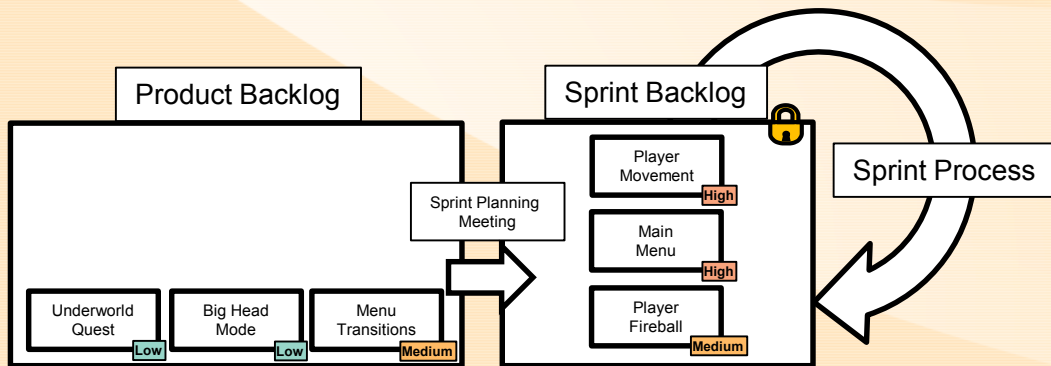 Product Backlog
Sprint Backlog
Sprint Process
Sprint Planning
Meeting
Player
Movement
High
Main
Menu
High
Player
Fireball
Medium
Underworld
Quest
Low
Big Head
Mode
Low
Menu
Transitions
Medium